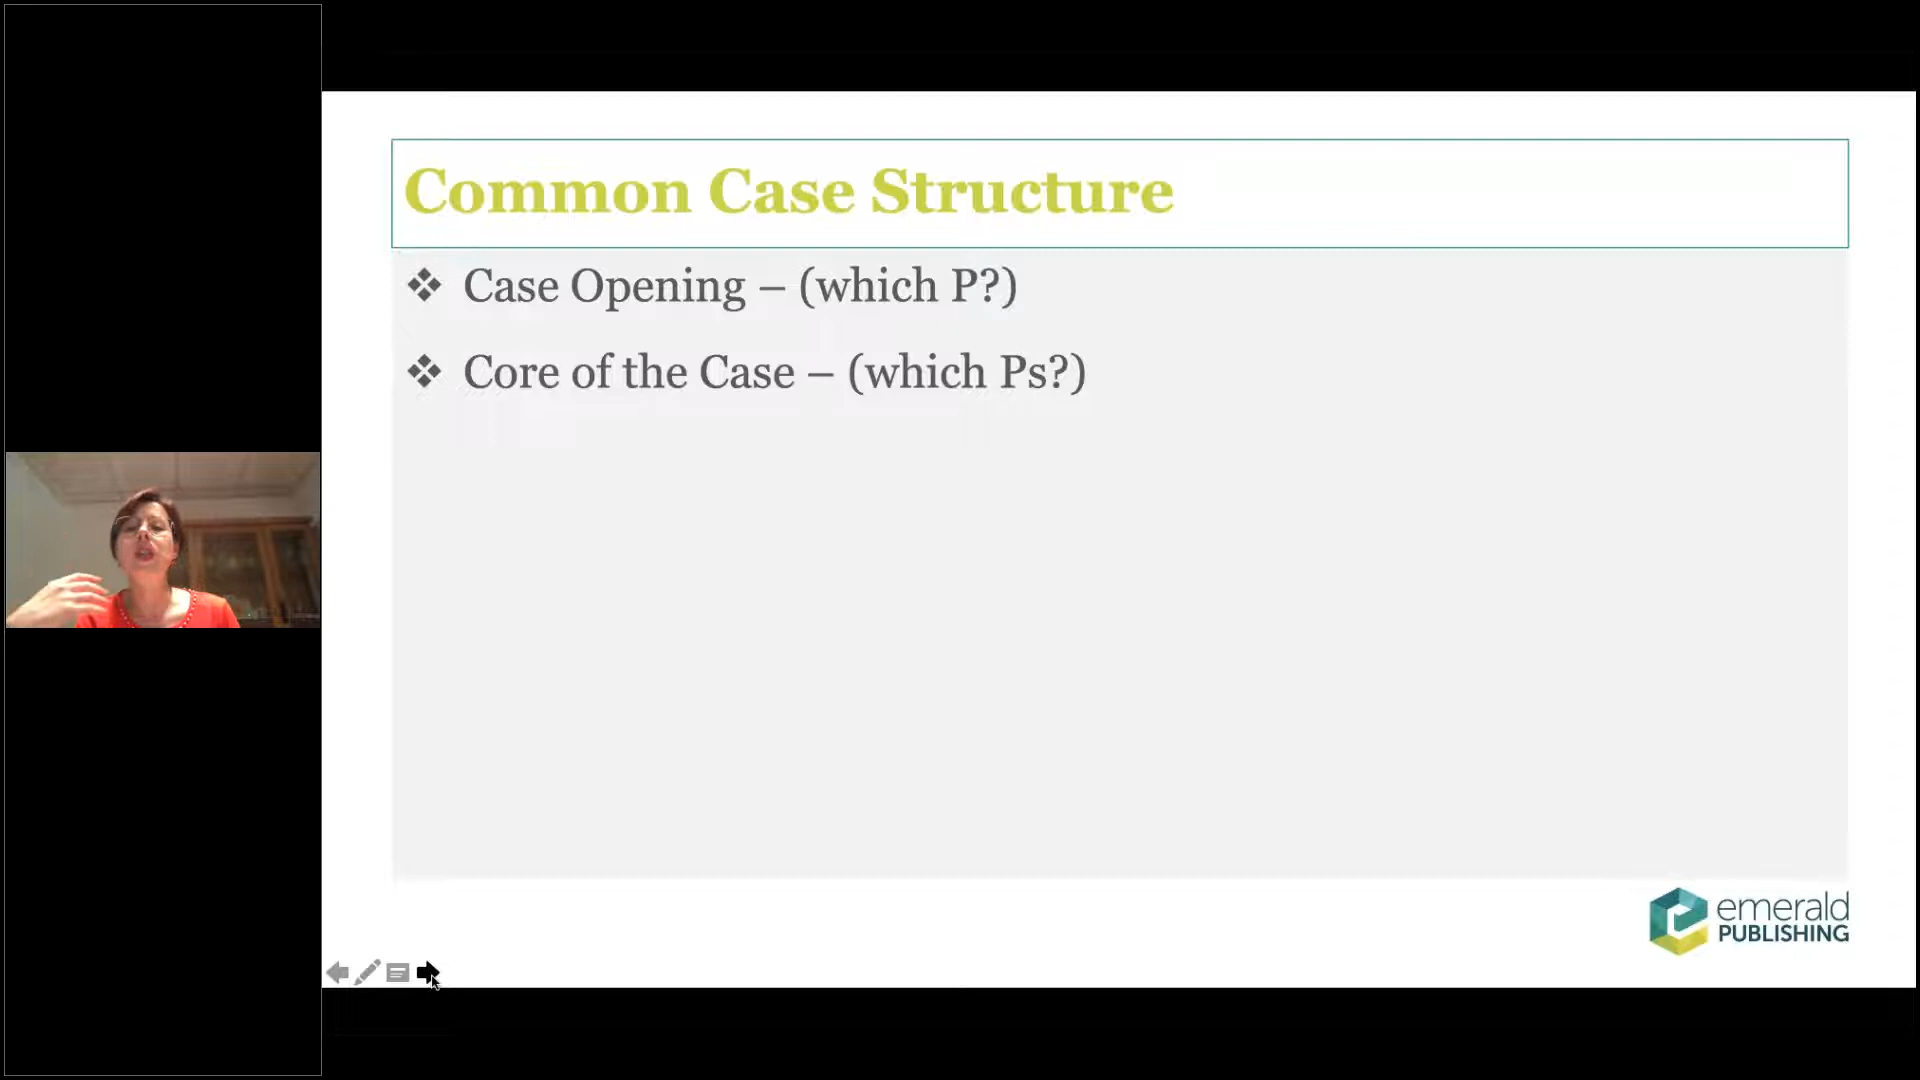 Common Case Structure
❖ Case Opening – (which P?)
❖ Core of the Case – (which Ps?)
emerald
PUBLISHING